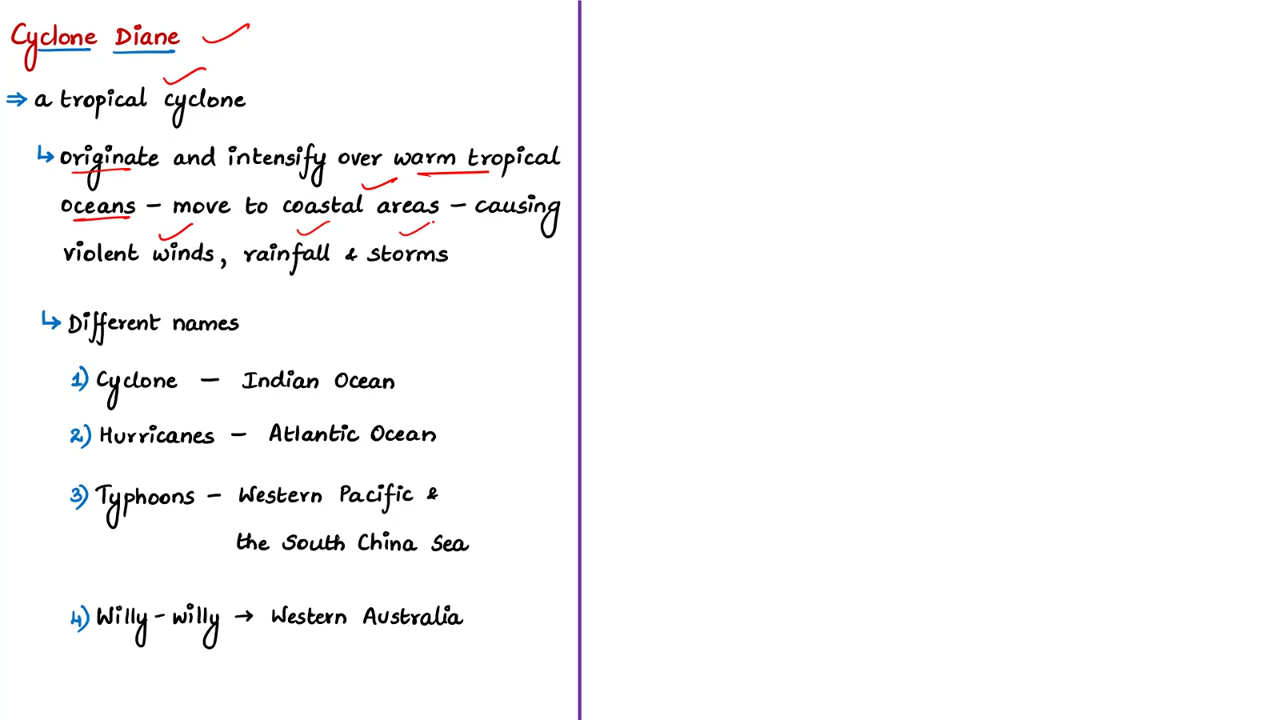 Cyclone Diane
⇒ a tropical cyclone
↳ originate and intensify over warm tropical
oceans – move to coastal areas – causing
violent winds, rainfall & storms
↳ Different names
1) Cyclone – Indian Ocean
2) Hurricanes – Atlantic Ocean
3) Typhoons – Western Pacific &
the South China Sea
4) Willy-willy → Western Australia